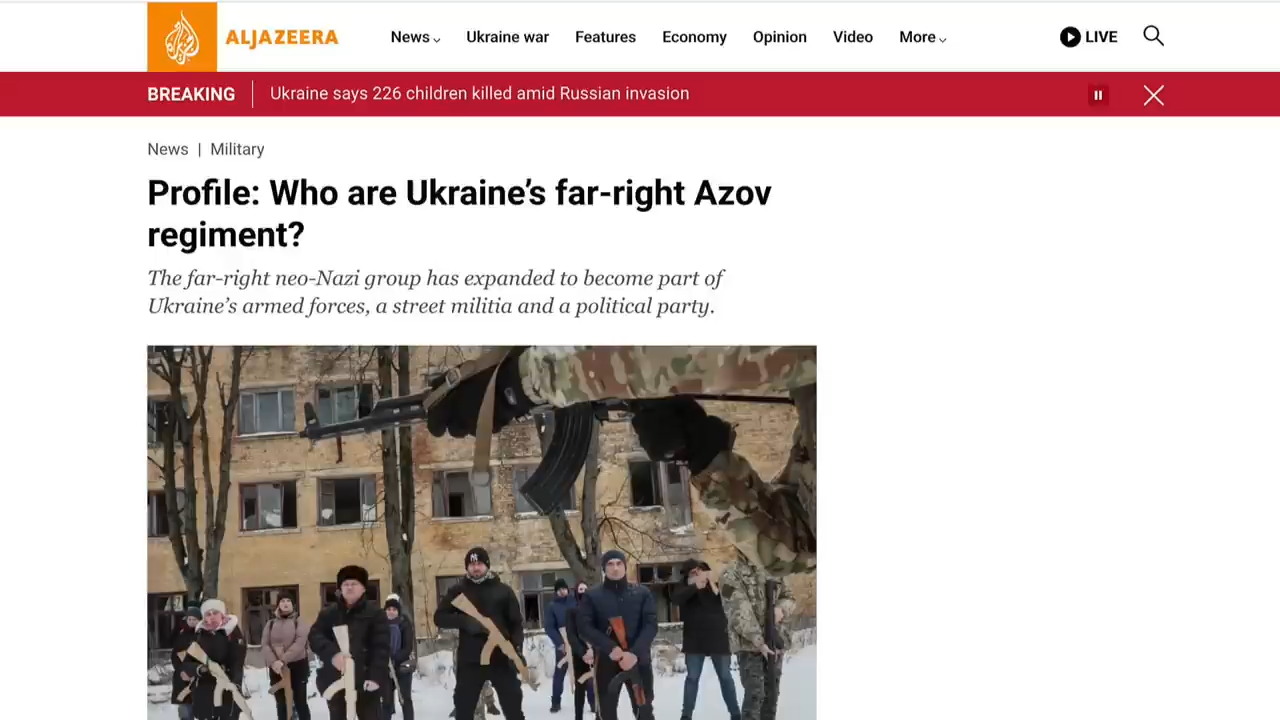 ALJAZEERA
News Ukraine war Features Economy Opinion Video More LIVE
BREAKING Ukraine says 226 children killed amid Russian invasion
News | Military
Profile: Who are Ukraine’s far-right Azov
regiment?
The far-right neo-Nazi group has expanded to become part of
Ukraine’s armed forces, a street militia and a political party.